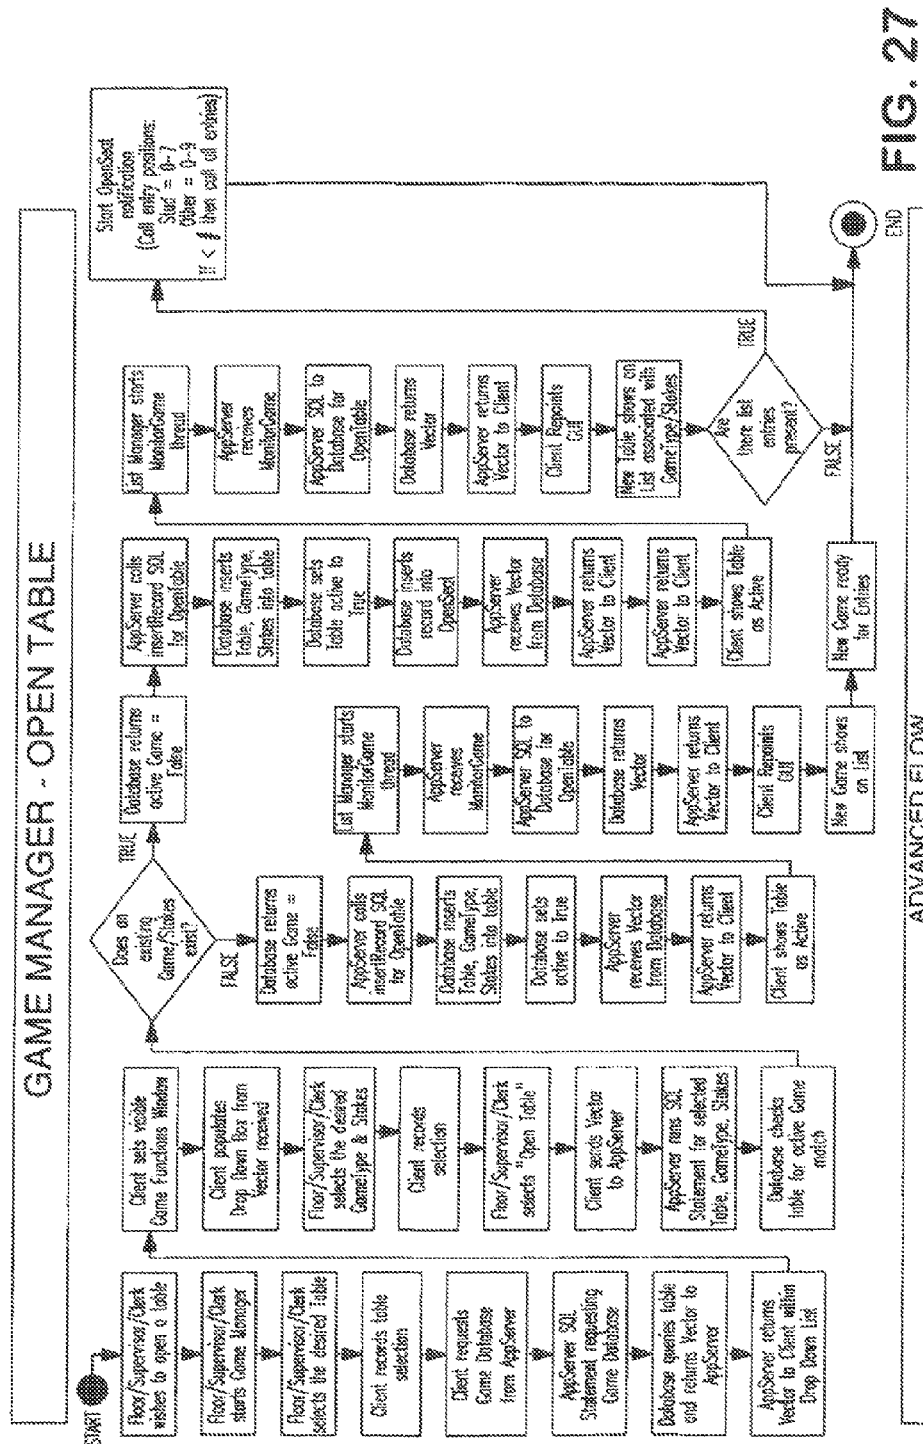 GAME MANAGER - OPEN TABLE
START
Floor/Supervisor/Clerk
wishes to open a table
Floor/Supervisor/Clerk
starts Game Manager
Floor/Supervisor/Clerk
selects the desired Table
Client records table
selection
Client requests
Game Database
from AppServer
AppServer SQL
Statement requesting
Game Database
Database queries table
and returns Vector to
AppServer
AppServer returns
Vector to Client within
Drop Down List
Client sets visible
Game Functions Window
Client populates
Drop Down Box from
Vector received
Floor/Supervisor/Clerk
selects the desired
GameType & Stakes
Client records
selection
Floor/Supervisor/Clerk
selects "Open Table"
Client sends Vector
to AppServer
AppServer runs SQL
Statement for selected
Table, GameType, Stakes
Database checks
table for active Game
match
Does an
existing
Game/Stakes
exist?
TRUE
FALSE
Database returns
active Game =
False
AppServer calls
insertRecord SQL
for OpenTable
Database inserts
Table, GameType,
Stakes into table
Database sets
active to True
AppServer
receives Vector
from Database
AppServer returns
Vector to Client
Client shows Table
as Active
List Manager starts
MonitorGame
thread
AppServer
receives
MonitorGame
AppServer SQL to
Database for
OpenTable
Database returns
Vector
AppServer returns
Vector to Client
Client Repaints
GUI
New Game shows
on List
New Game ready
for Entries
Database returns
active Game =
False
AppServer calls
insertRecord SQL
for OpenTable
Database inserts
Table, GameType,
Stakes into table
Database sets
Table active to
True
Database inserts
record into
OpenSeat
AppServer
receives Vector
from Database
AppServer returns
Vector to Client
AppServer returns
Vector to Client
Client shows Table
as Active
List Manager starts
MonitorGame
thread
AppServer
receives
MonitorGame
AppServer SQL to
Database for
OpenTable
Database returns
Vector
AppServer returns
Vector to Client
Client Repaints
GUI
New Table shows on
List associated with
GameType/Stakes
Are
there list
entries
present?
TRUE
FALSE
Start OpenSeat
notification
(Call entry positions:
Stud = 0-7
Other = 0-9
If < # then call all entries)
END
ADVANCED FLOW
FIG. 27